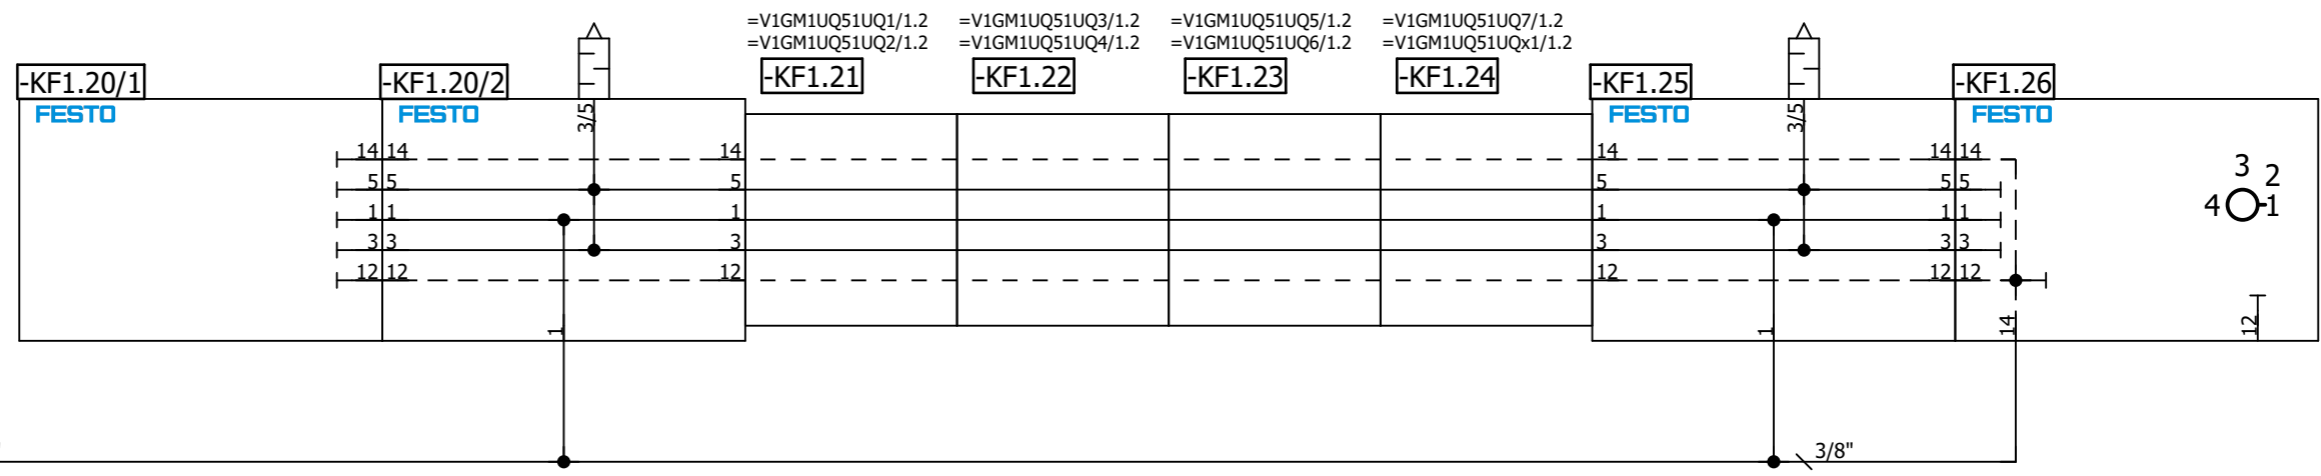 =V1GM1UQ51UQ1/1.2 =V1GM1UQ51UQ3/1.2 =V1GM1UQ51UQ5/1.2 =V1GM1UQ51UQ7/1.2
=V1GM1UQ51UQ2/1.2 =V1GM1UQ51UQ4/1.2 =V1GM1UQ51UQ6/1.2 =V1GM1UQ51UQx1/1.2
-KF1.20/1 -KF1.20/2 -KF1.21 -KF1.22 -KF1.23 -KF1.24 -KF1.25 -KF1.26
FESTO FESTO FESTO FESTO
3/5 3/5
14 14 14 14 14 14
5 5 5 5 5 5
1 1 1 1 1 1
3 3 3 3 3 3
12 12 12 12 12 12
3 2
4 1
1 1 14 12
3/8"